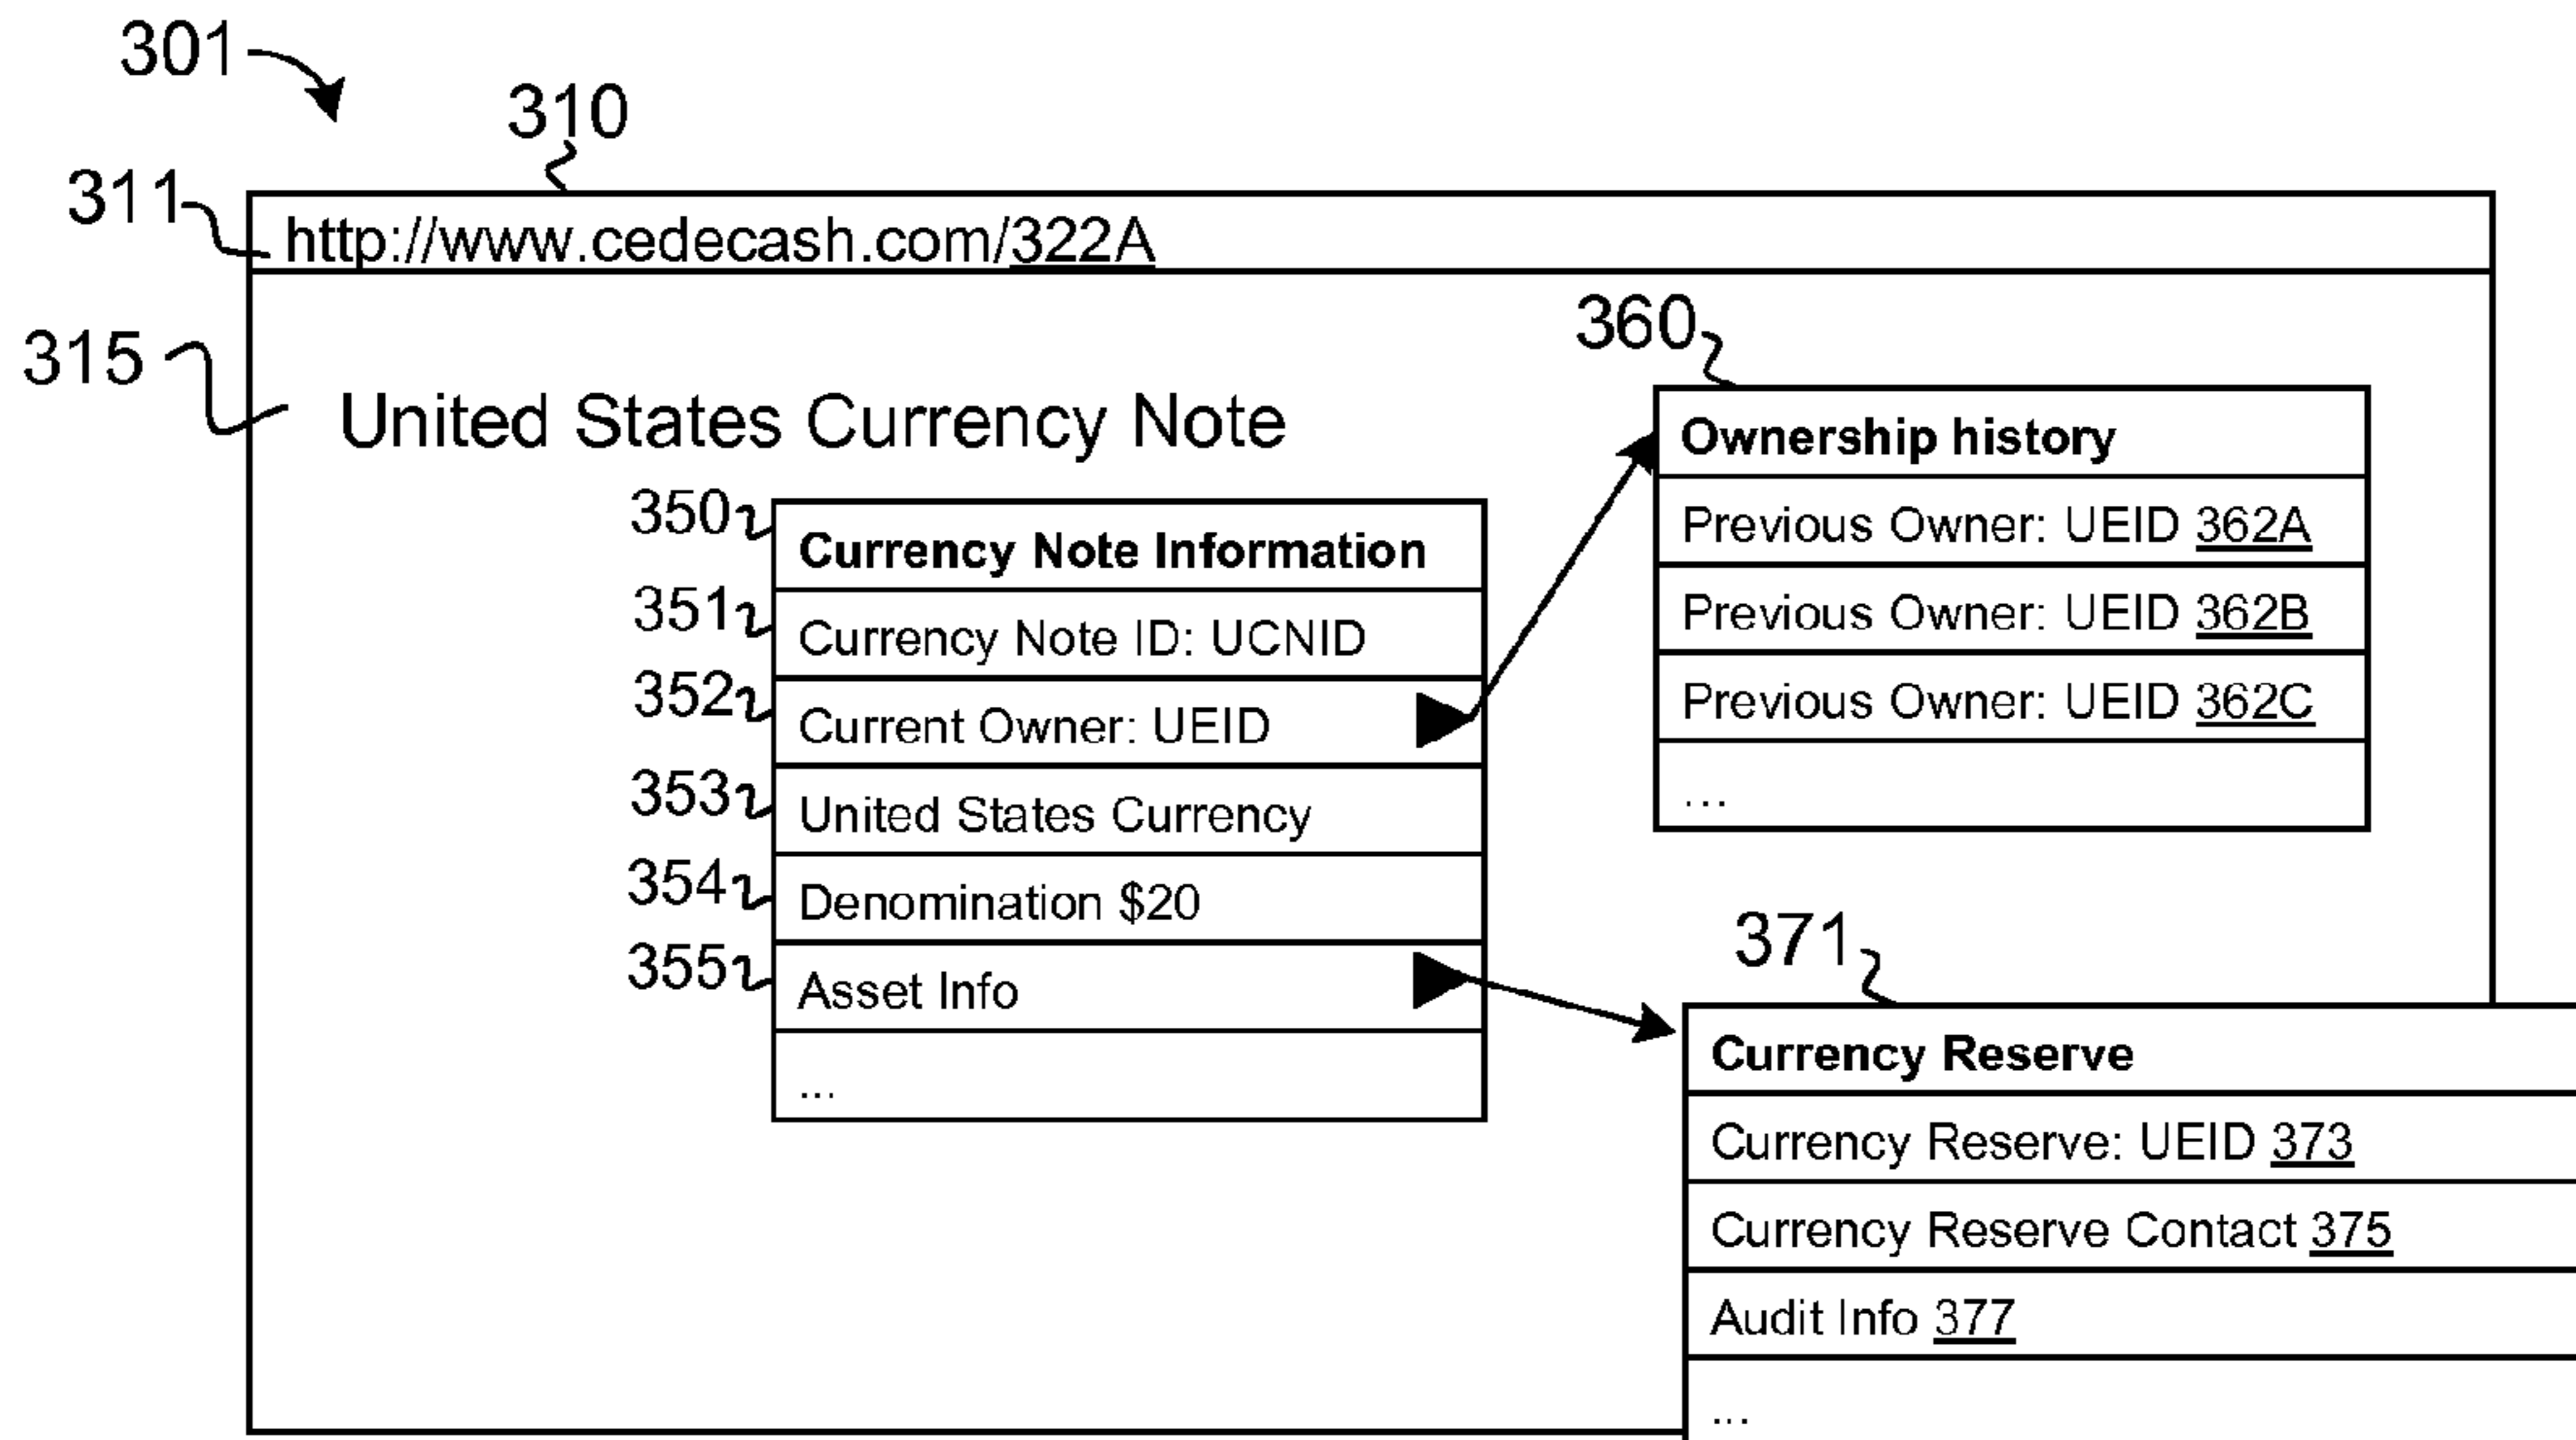 301
310
311
http://www.cedecash.com/322A
315
United States Currency Note
360
Ownership history
Previous Owner: UEID 362A
Previous Owner: UEID 362B
Previous Owner: UEID 362C
...
350
Currency Note Information
351
Currency Note ID: UCNID
352
Current Owner: UEID
353
United States Currency
354
Denomination $20
355
Asset Info
...
371
Currency Reserve
Currency Reserve: UEID 373
Currency Reserve Contact 375
Audit Info 377
...